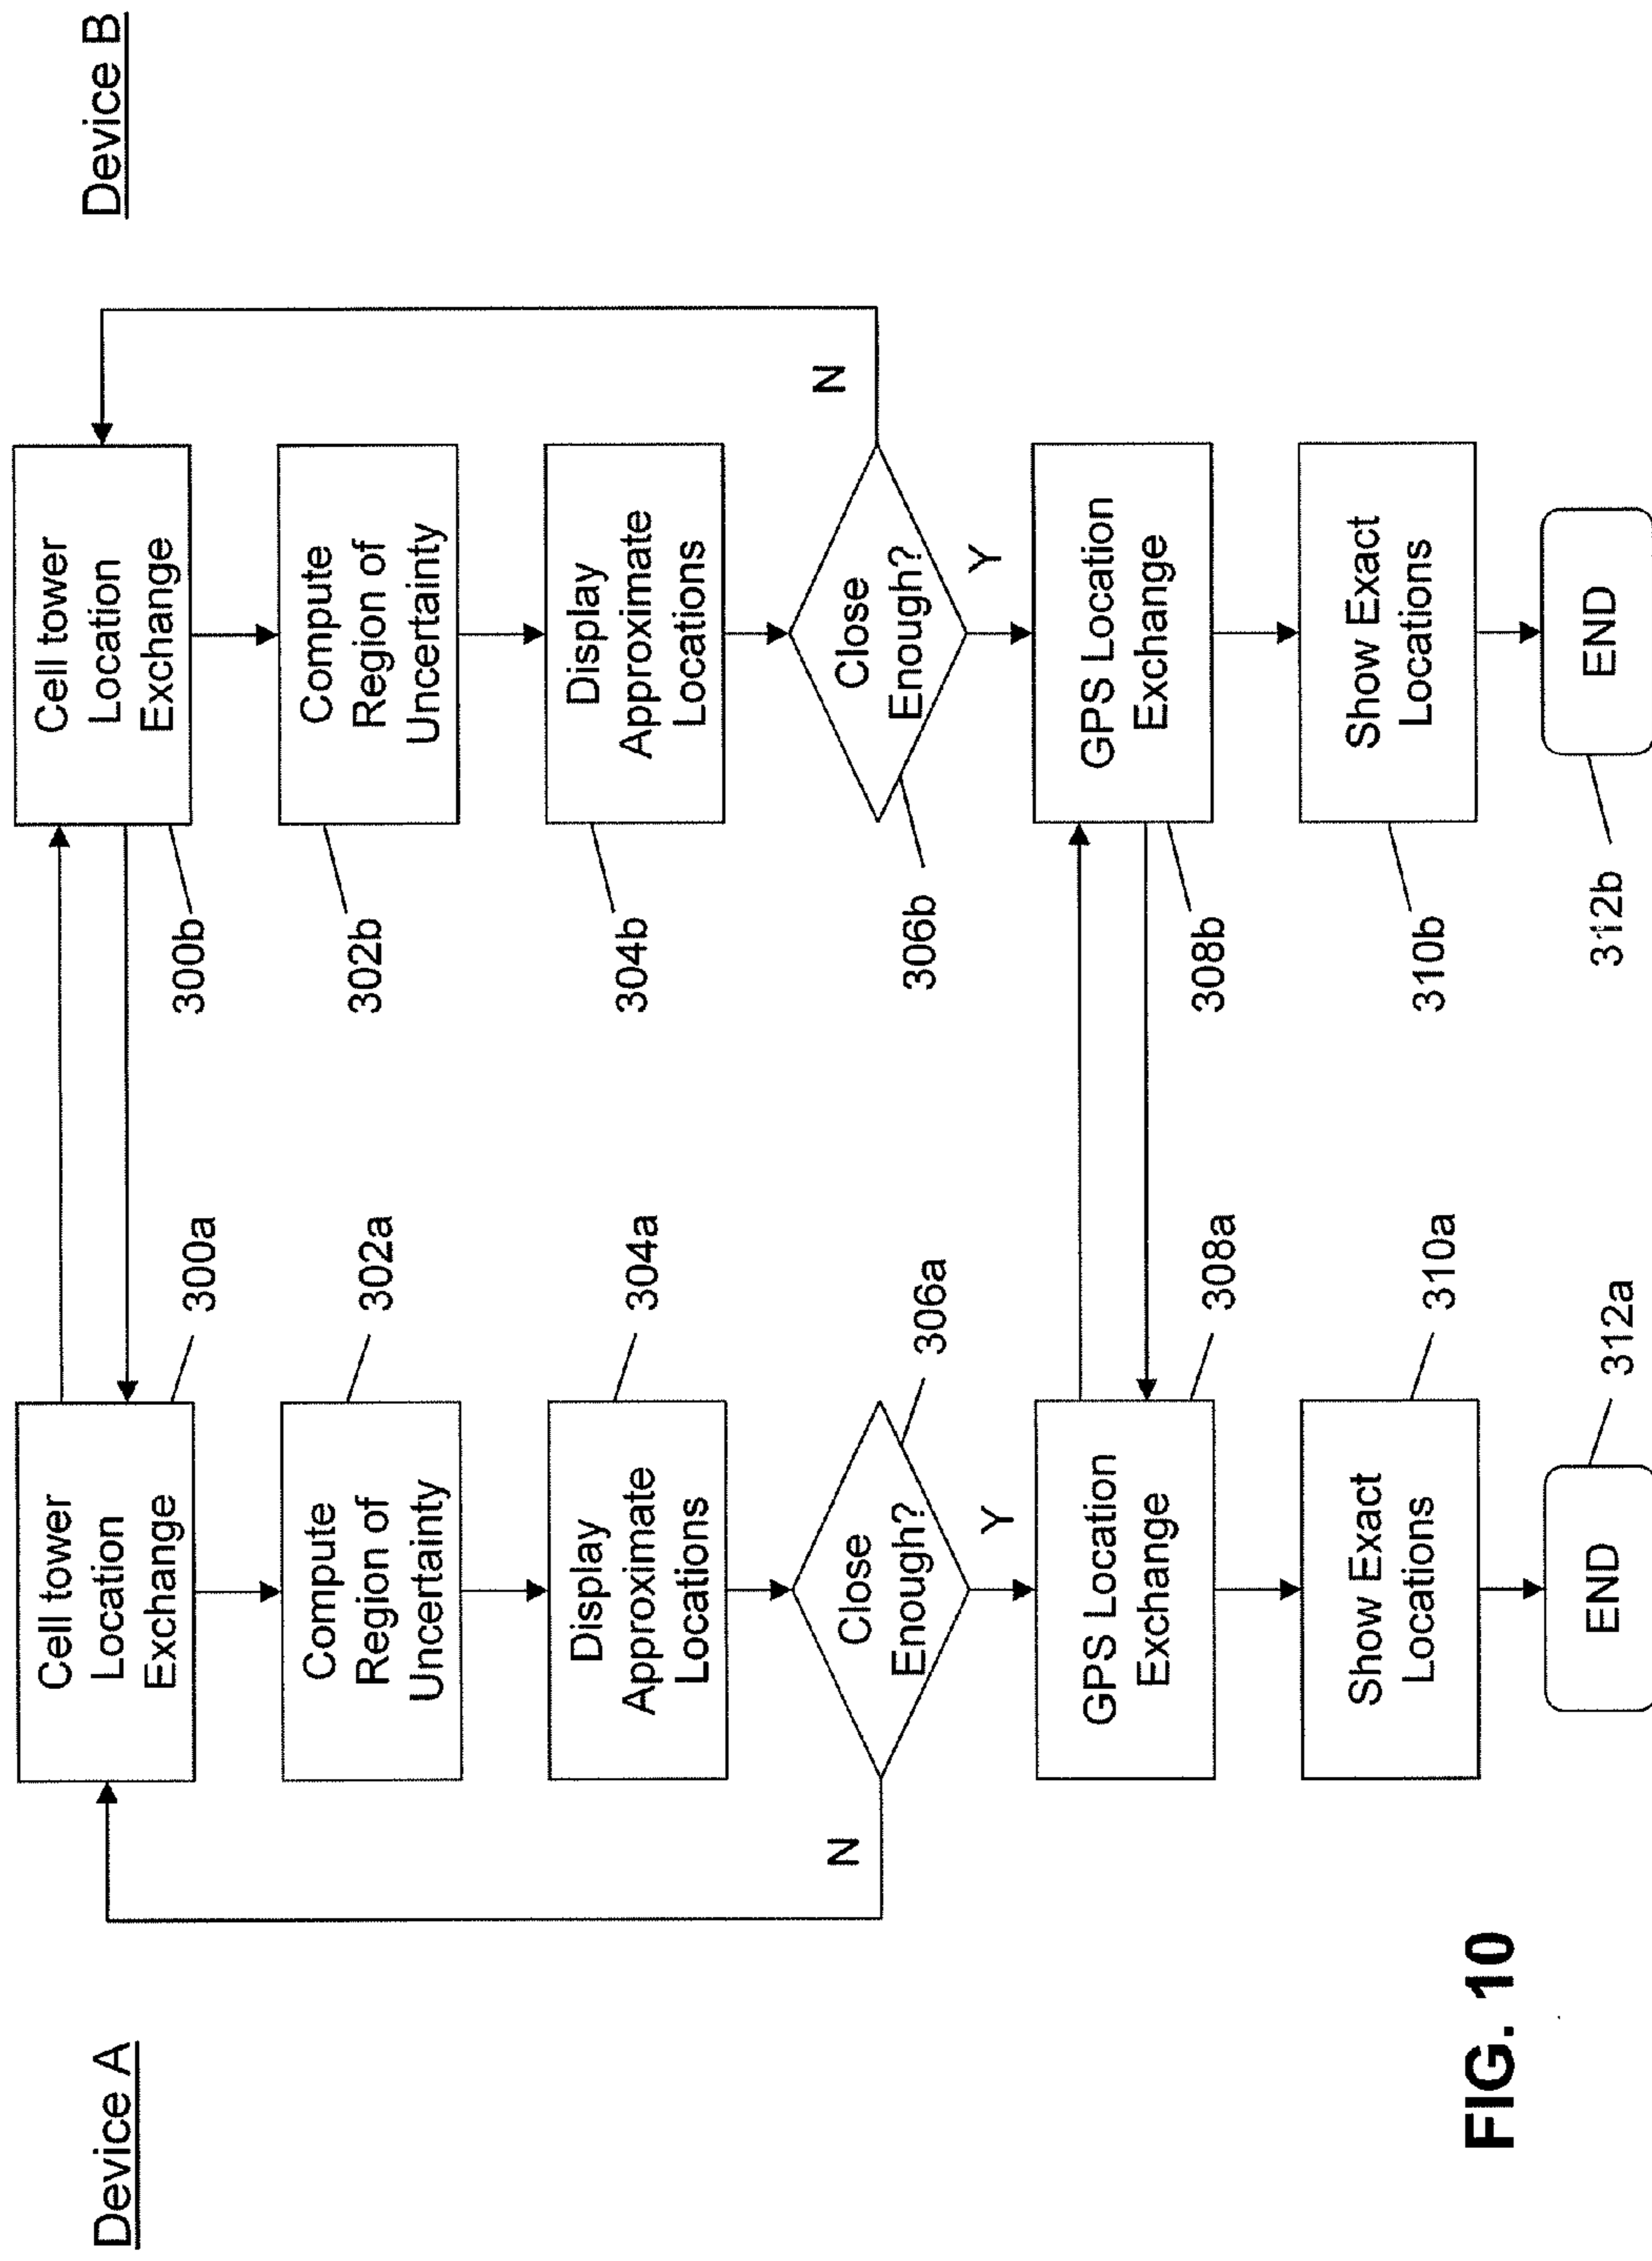 Device A
Device B
Cell tower
Location
Exchange
300a
Compute
Region of
Uncertainty
302a
Display
Approximate
Locations
304a
Close
Enough?
306a
N
Y
GPS Location
Exchange
308a
Show Exact
Locations
310a
END
312a
Cell tower
Location
Exchange
300b
Compute
Region of
Uncertainty
302b
Display
Approximate
Locations
304b
Close
Enough?
306b
N
Y
GPS Location
Exchange
308b
Show Exact
Locations
310b
END
312b
FIG. 10